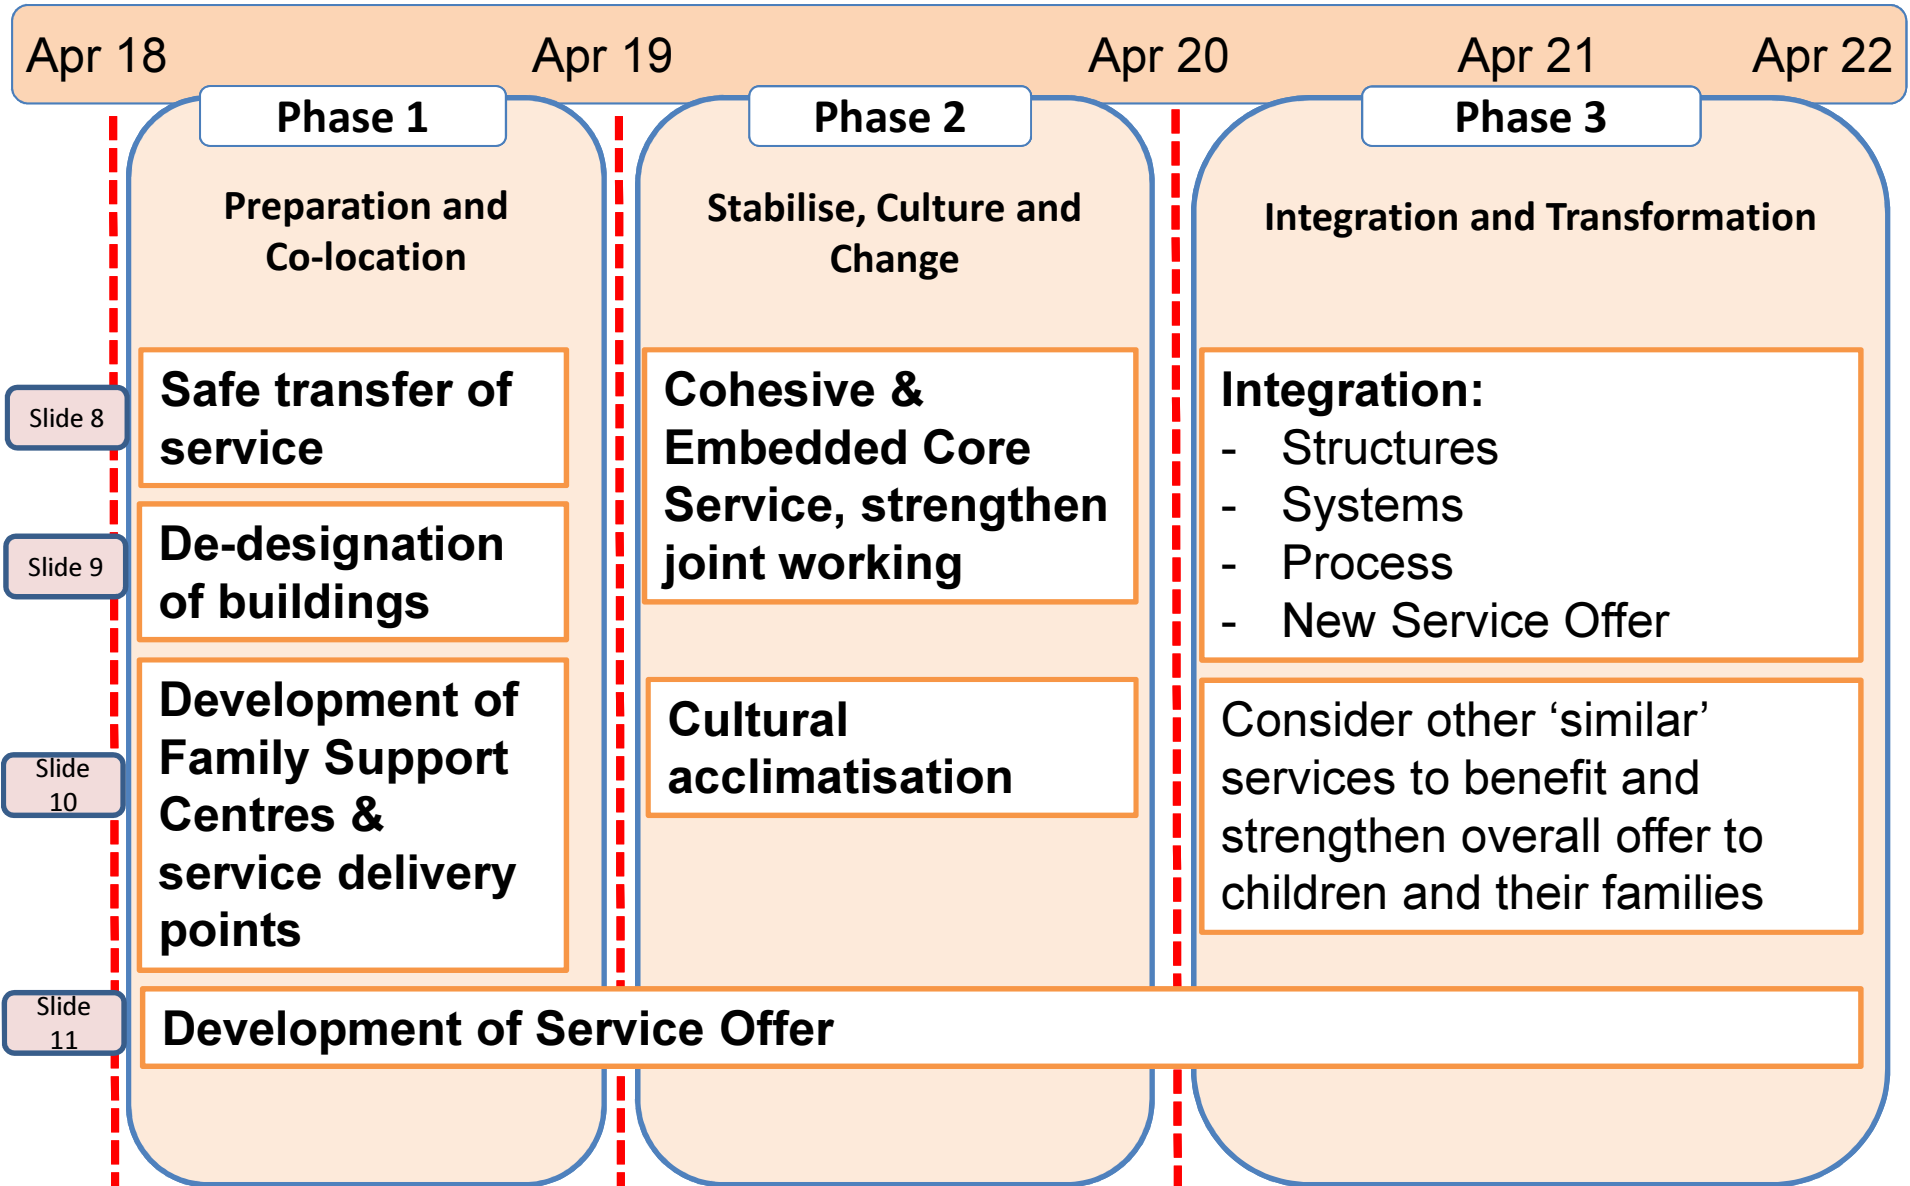 Apr 18
Apr 19
Apr 20
Apr 21
Apr 22
Phase 1
Preparation and
Co-location
Slide 8
Safe transfer of
service
Slide 9
De-designation
of buildings
Slide
10
Development of
Family Support
Centres &
service delivery
points
Phase 2
Stabilise, Culture and
Change
Cohesive &
Embedded Core
Service, strengthen
joint working
Cultural
acclimatisation
Phase 3
Integration and Transformation
Integration:
- Structures
- Systems
- Process
- New Service Offer
Consider other ‘similar’
services to benefit and
strengthen overall offer to
children and their families
Slide
11
Development of Service Offer